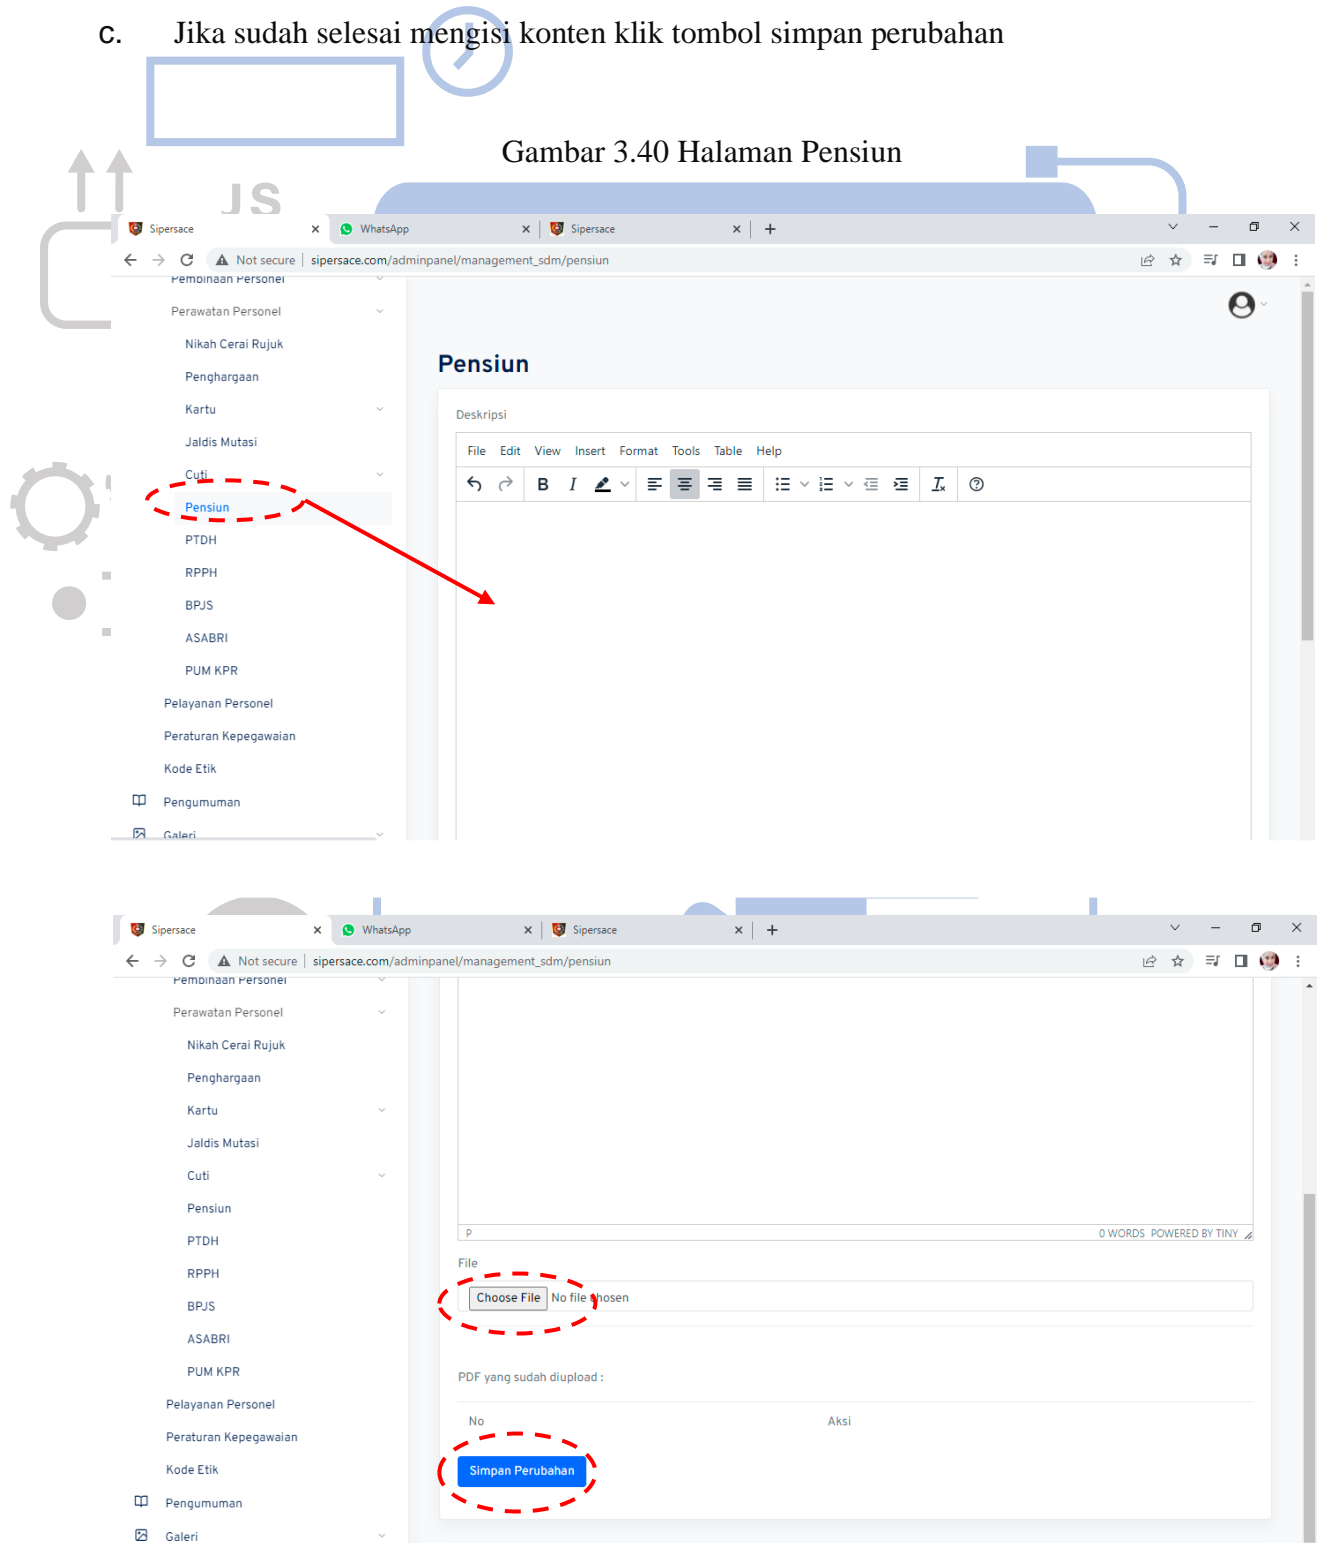 c. Jika sudah selesai mengisi konten klik tombol simpan perubahan
Gambar 3.40 Halaman Pensiun
JS
Sipersace
WhatsApp
Sipersace
Not secure | sipersace.com/adminpanel/management_sdm/pensiun
Pembinaan Personel
Perawatan Personel
Nikah Cerai Rujuk
Penghargaan
Kartu
Jaldis Mutasi
Cuti
Pensiun
PTDH
RPPH
BPJS
ASABRI
PUM KPR
Pelayanan Personel
Peraturan Kepegawaian
Kode Etik
Pengumuman
Galeri
Pensiun
Deskripsi
File Edit View Insert Format Tools Table Help
B I
Sipersace
WhatsApp
Sipersace
Not secure | sipersace.com/adminpanel/management_sdm/pensiun
Pembinaan Personel
Perawatan Personel
Nikah Cerai Rujuk
Penghargaan
Kartu
Jaldis Mutasi
Cuti
Pensiun
PTDH
RPPH
BPJS
ASABRI
PUM KPR
Pelayanan Personel
Peraturan Kepegawaian
Kode Etik
Pengumuman
Galeri
P 0 WORDS POWERED BY TINY
File
Choose File No file chosen
PDF yang sudah diupload :
No Aksi
Simpan Perubahan